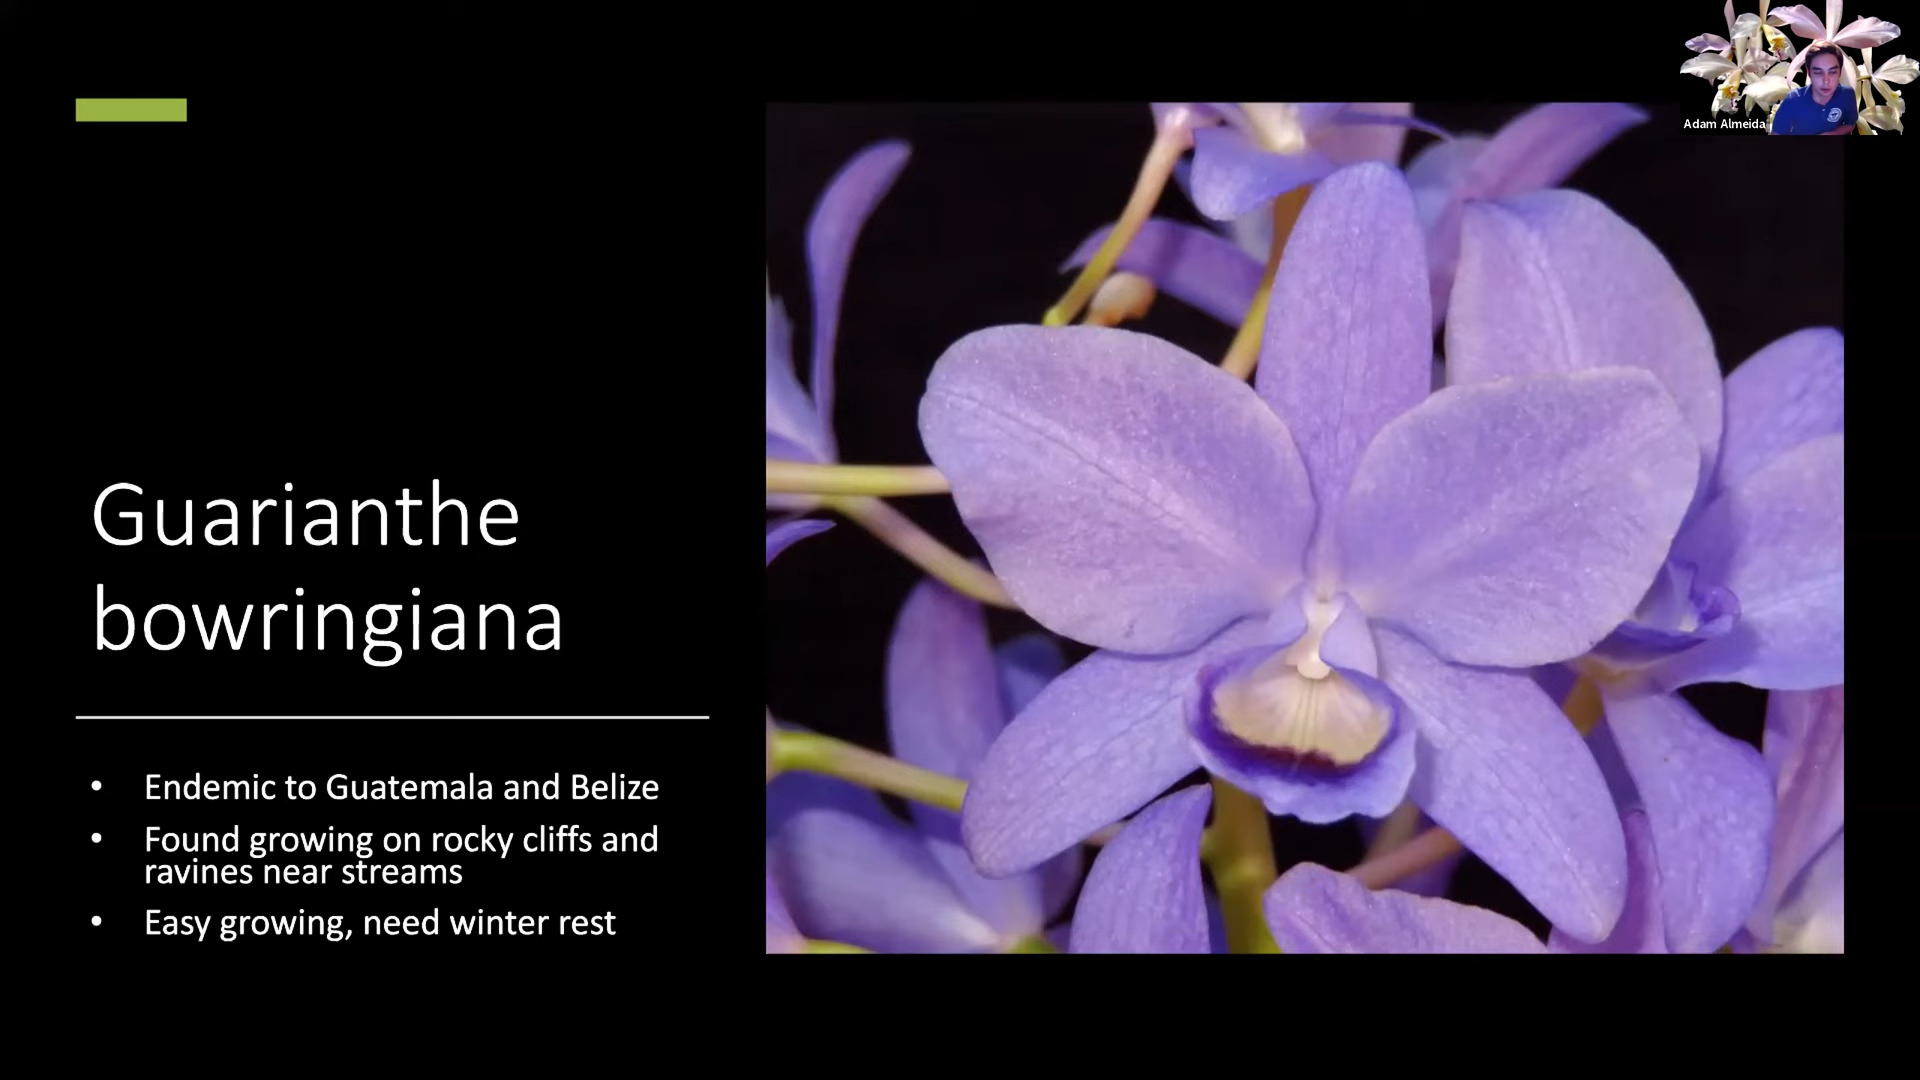 Adam Almeida
Guarianthe
bowringiana
• Endemic to Guatemala and Belize
• Found growing on rocky cliffs and
ravines near streams
• Easy growing, need winter rest